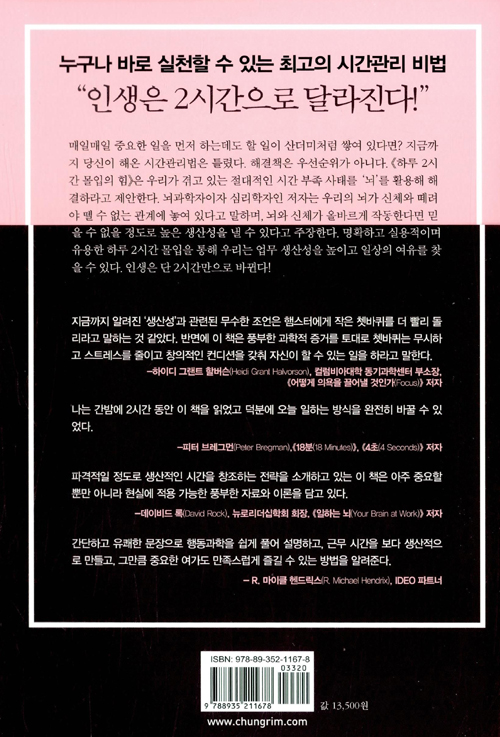 누구나 바로 실천할 수 있는 최고의 시간관리 비법
“인생은 2시간으로 달라진다!”
매일매일 중요한 일을 먼저 하는데도 할 일이 산더미처럼 쌓여 있다면? 지금까
지 당신이 해온 시간관리법은 틀렸다. 해결책은 우선순위가 아니다. 《하루 2시
간 몰입의 힘》은 우리가 겪고 있는 절대적인 시간 부족 사태를 ‘뇌’를 활용해 해
결하라고 제안한다. 뇌과학자이자 심리학자인 저자는 우리의 뇌가 신체와 떼려
야 뗄 수 없는 관계에 놓여 있다고 말하며, 뇌와 신체가 올바르게 작동한다면 믿
을 수 없을 정도로 높은 생산성을 낼 수 있다고 주장한다. 명확하고 실용적이며
유용한 하루 2시간 몰입을 통해 우리는 업무 생산성을 높이고 일상의 여유를 찾
을 수 있다. 인생은 단 2시간만으로 바뀐다!
지금까지 알려진 ‘생산성’과 관련된 무수한 조언은 햄스터에게 작은 쳇바퀴를 더 빨리 돌
리라고 말하는 것 같았다. 반면에 이 책은 풍부한 과학적 증거를 토대로 쳇바퀴는 무시하
고 스트레스를 줄이고 창의적인 컨디션을 갖춰 자신이 할 수 있는 일을 하라고 말한다.
–하이디 그랜트 할버슨(Heidi Grant Halvorson), 컬럼비아대학 동기과학센터 부소장,
《어떻게 의욕을 끌어낼 것인가(Focus)》 저자
나는 간밤에 2시간 동안 이 책을 읽었고 덕분에 오늘 일하는 방식을 완전히 바꿀 수 있
었다.
–피터 브레그먼(Peter Bregman),《18분(18 Minutes)》, 《4초(4 Seconds)》 저자
파격적일 정도로 생산적인 시간을 창조하는 전략을 소개하고 있는 이 책은 아주 중요할
뿐만 아니라 현실에 적용 가능한 풍부한 자료와 이론을 담고 있다.
–데이비드 록(David Rock), 뉴로리더십학회 회장, 《일하는 뇌(Your Brain at Work)》 저자
간단하고 유쾌한 문장으로 행동과학을 쉽게 풀어 설명하고, 근무 시간을 보다 생산적으
로 만들고, 그만큼 중요한 여가도 만족스럽게 즐길 수 있는 방법을 알려준다.
– R. 마이클 헨드릭스(R. Michael Hendrix), IDEO 파트너
ISBN: 978-89-352-1167-8
03320
9 788935 211678
값 13,500원
www.chungrim.com